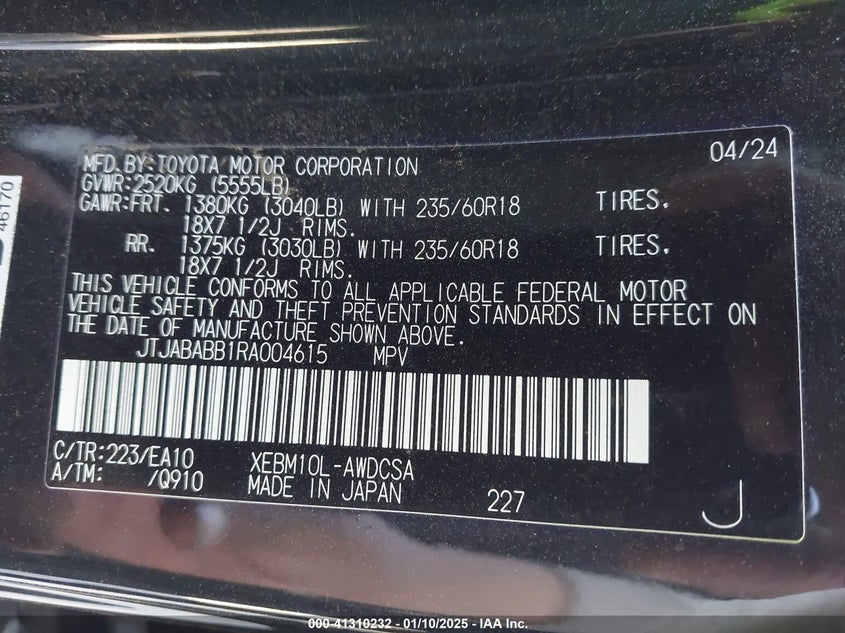 46170
MFD.BY:TOYOTA MOTOR CORPORATION 04/24
GVWR:2520KG (5555LB)
GAWR:FRT. 1380KG (3040LB) WITH 235/60R18 TIRES.
18X7 1/2J RIMS.
RR. 1375KG (3030LB) WITH 235/60R18 TIRES.
18X7 1/2J RIMS.
THIS VEHICLE CONFORMS TO ALL APPLICABLE FEDERAL MOTOR
VEHICLE SAFETY AND THEFT PREVENTION STANDARDS IN EFFECT ON
THE DATE OF MANUFACTURE SHOWN ABOVE.
JTJABABB1RA004615 MPV
C/TR:223/EA10 XEBM10L-AWDCSA
A/TM: /Q910 MADE IN JAPAN 227 J
000-41310232 - 01/10/2025 - IAA Inc.